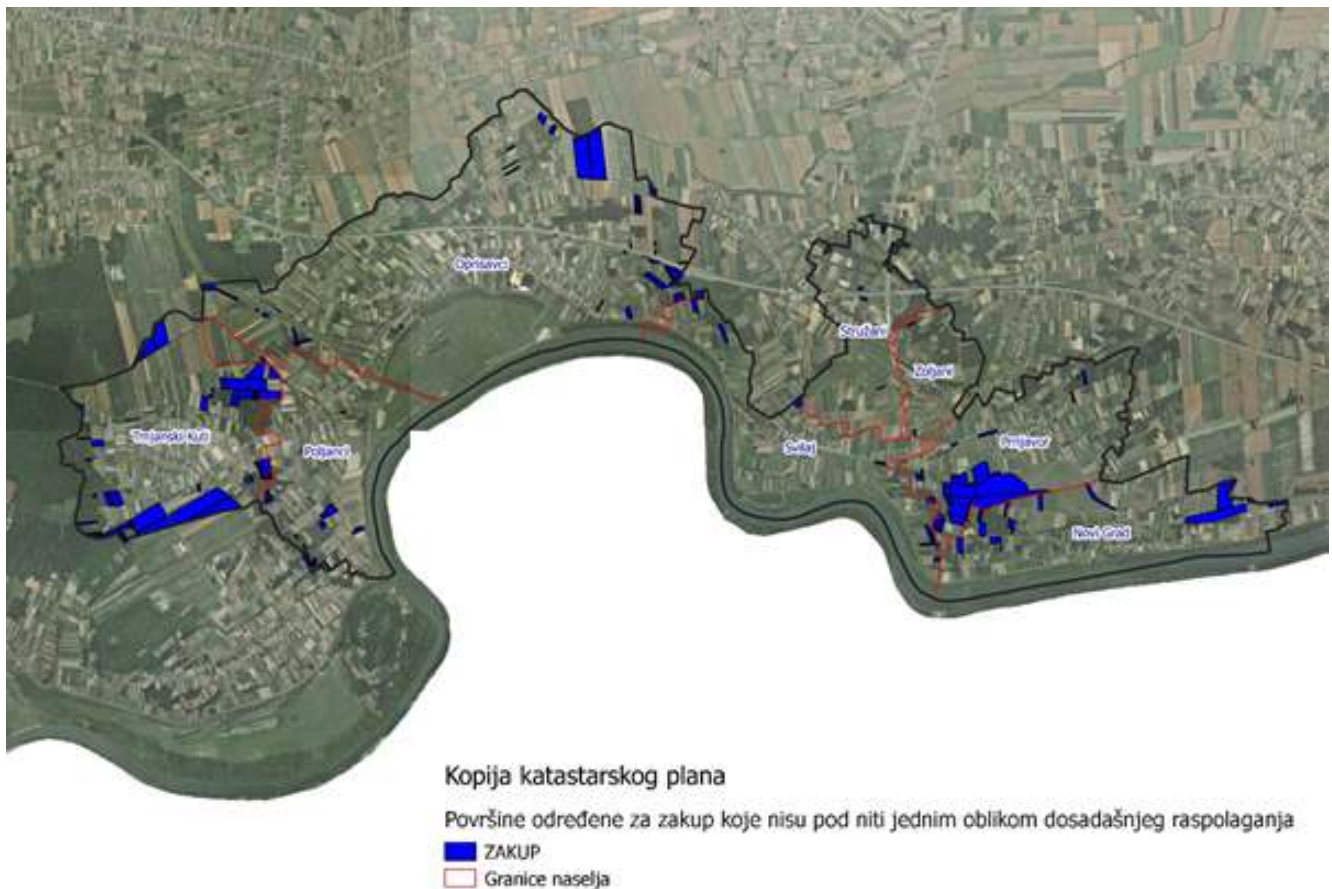 Oprisavci
Stružani
Zoljani
Trnjanski Kuti
Poljanci
Svilaj
Prnjavor
Novi Grad
Kopija katastarskog plana
Površine određene za zakup koje nisu pod niti jednim oblikom dosadašnjeg raspolaganja
ZAKUP
Granice naselja